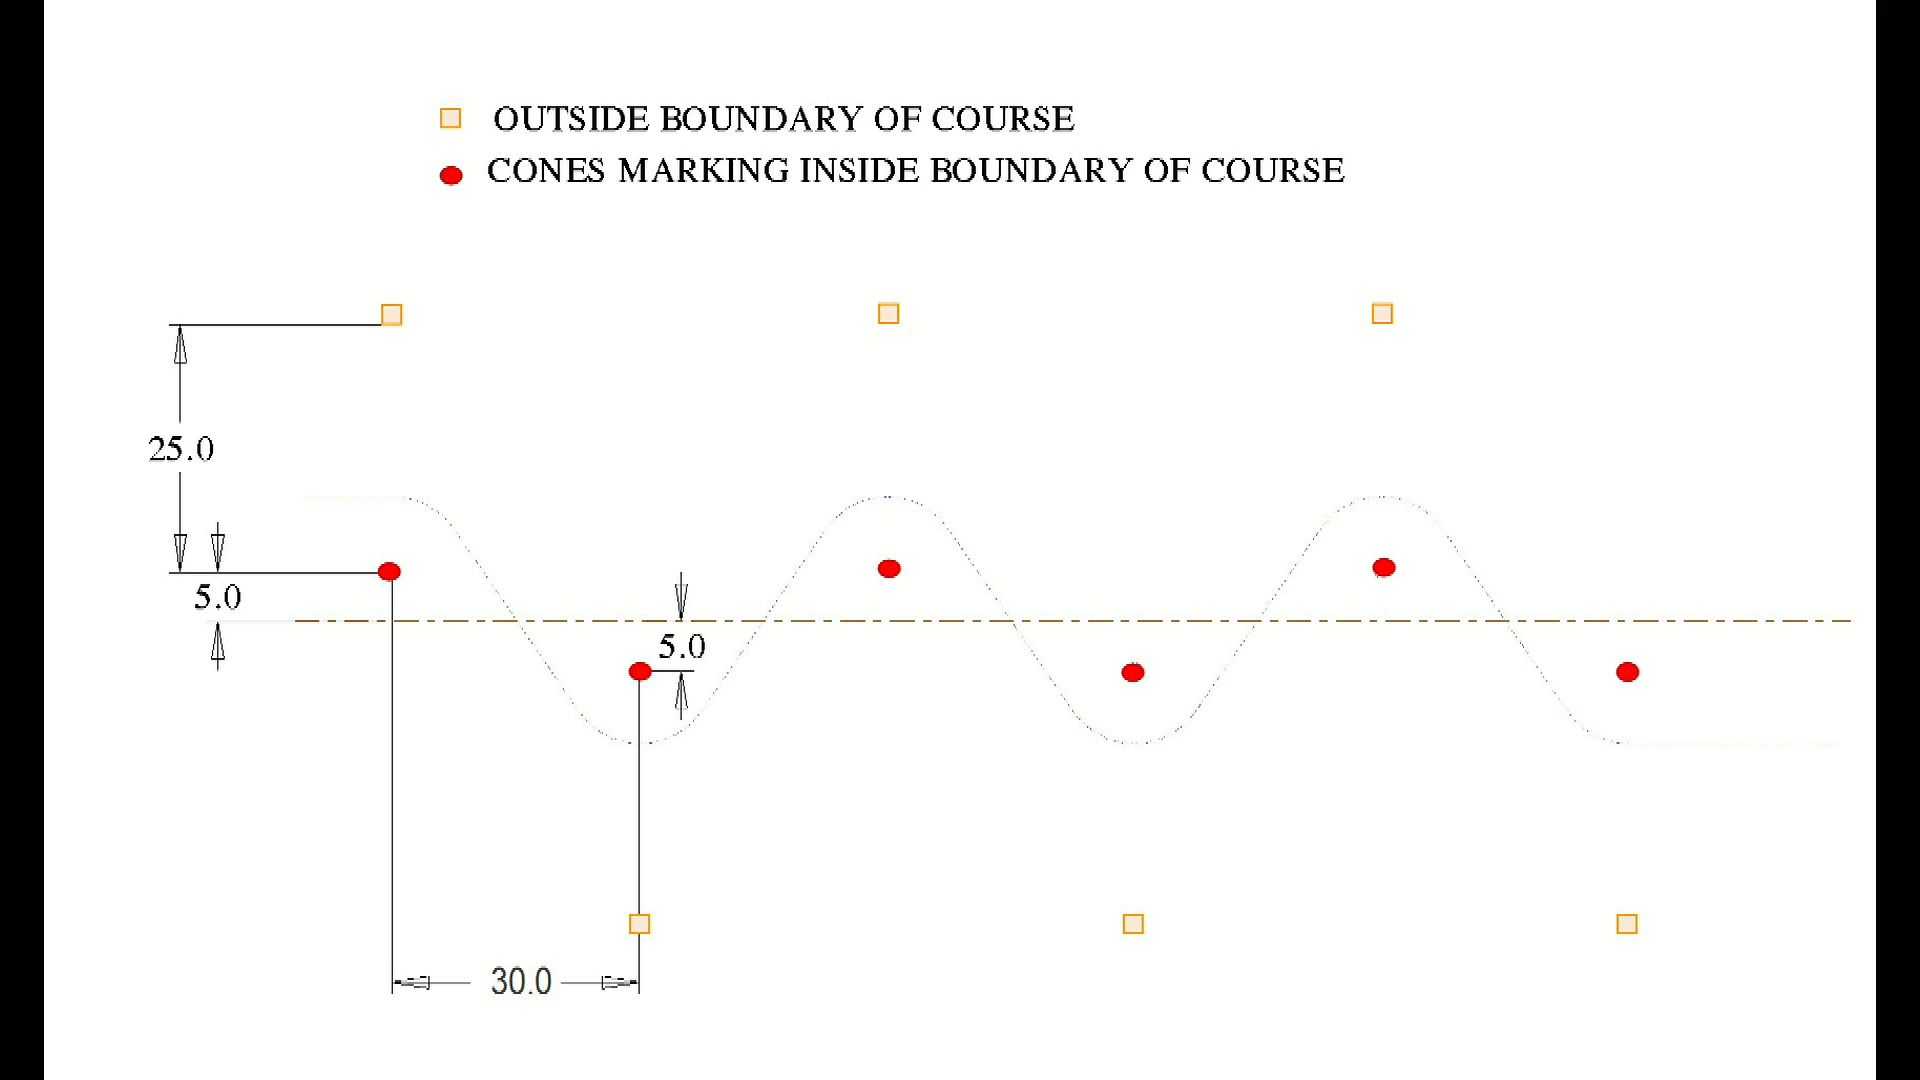 OUTSIDE BOUNDARY OF COURSE
CONES MARKING INSIDE BOUNDARY OF COURSE
25.0
5.0
5.0
30.0